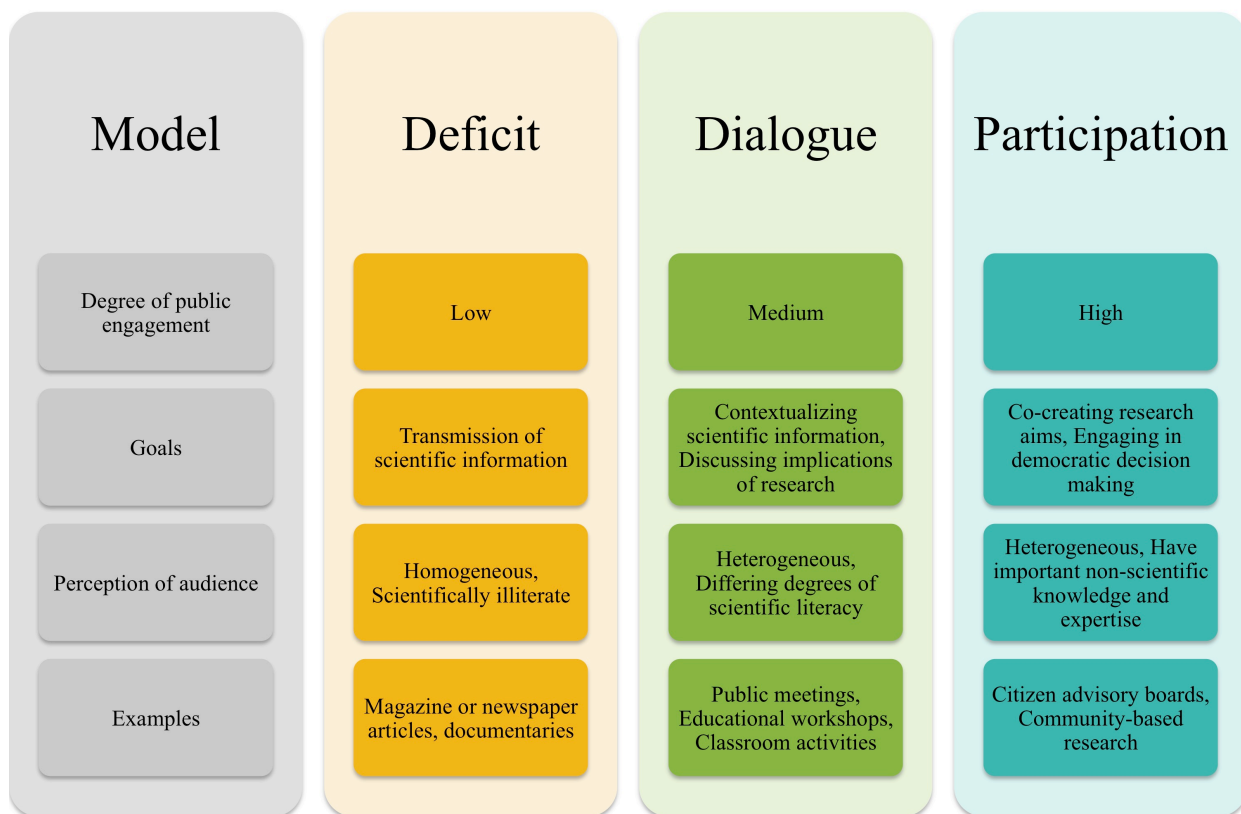 Model
Deficit
Dialogue
Participation
Degree of public
engagement
Low
Medium
High
Goals
Transmission of
scientific information
Contextualizing
scientific information,
Discussing implications
of research
Co-creating research
aims, Engaging in
democratic decision
making
Perception of audience
Homogeneous,
Scientifically illiterate
Heterogeneous,
Differing degrees of
scientific literacy
Heterogeneous, Have
important non-scientific
knowledge and
expertise
Examples
Magazine or newspaper
articles, documentaries
Public meetings,
Educational workshops,
Classroom activities
Citizen advisory boards,
Community-based
research